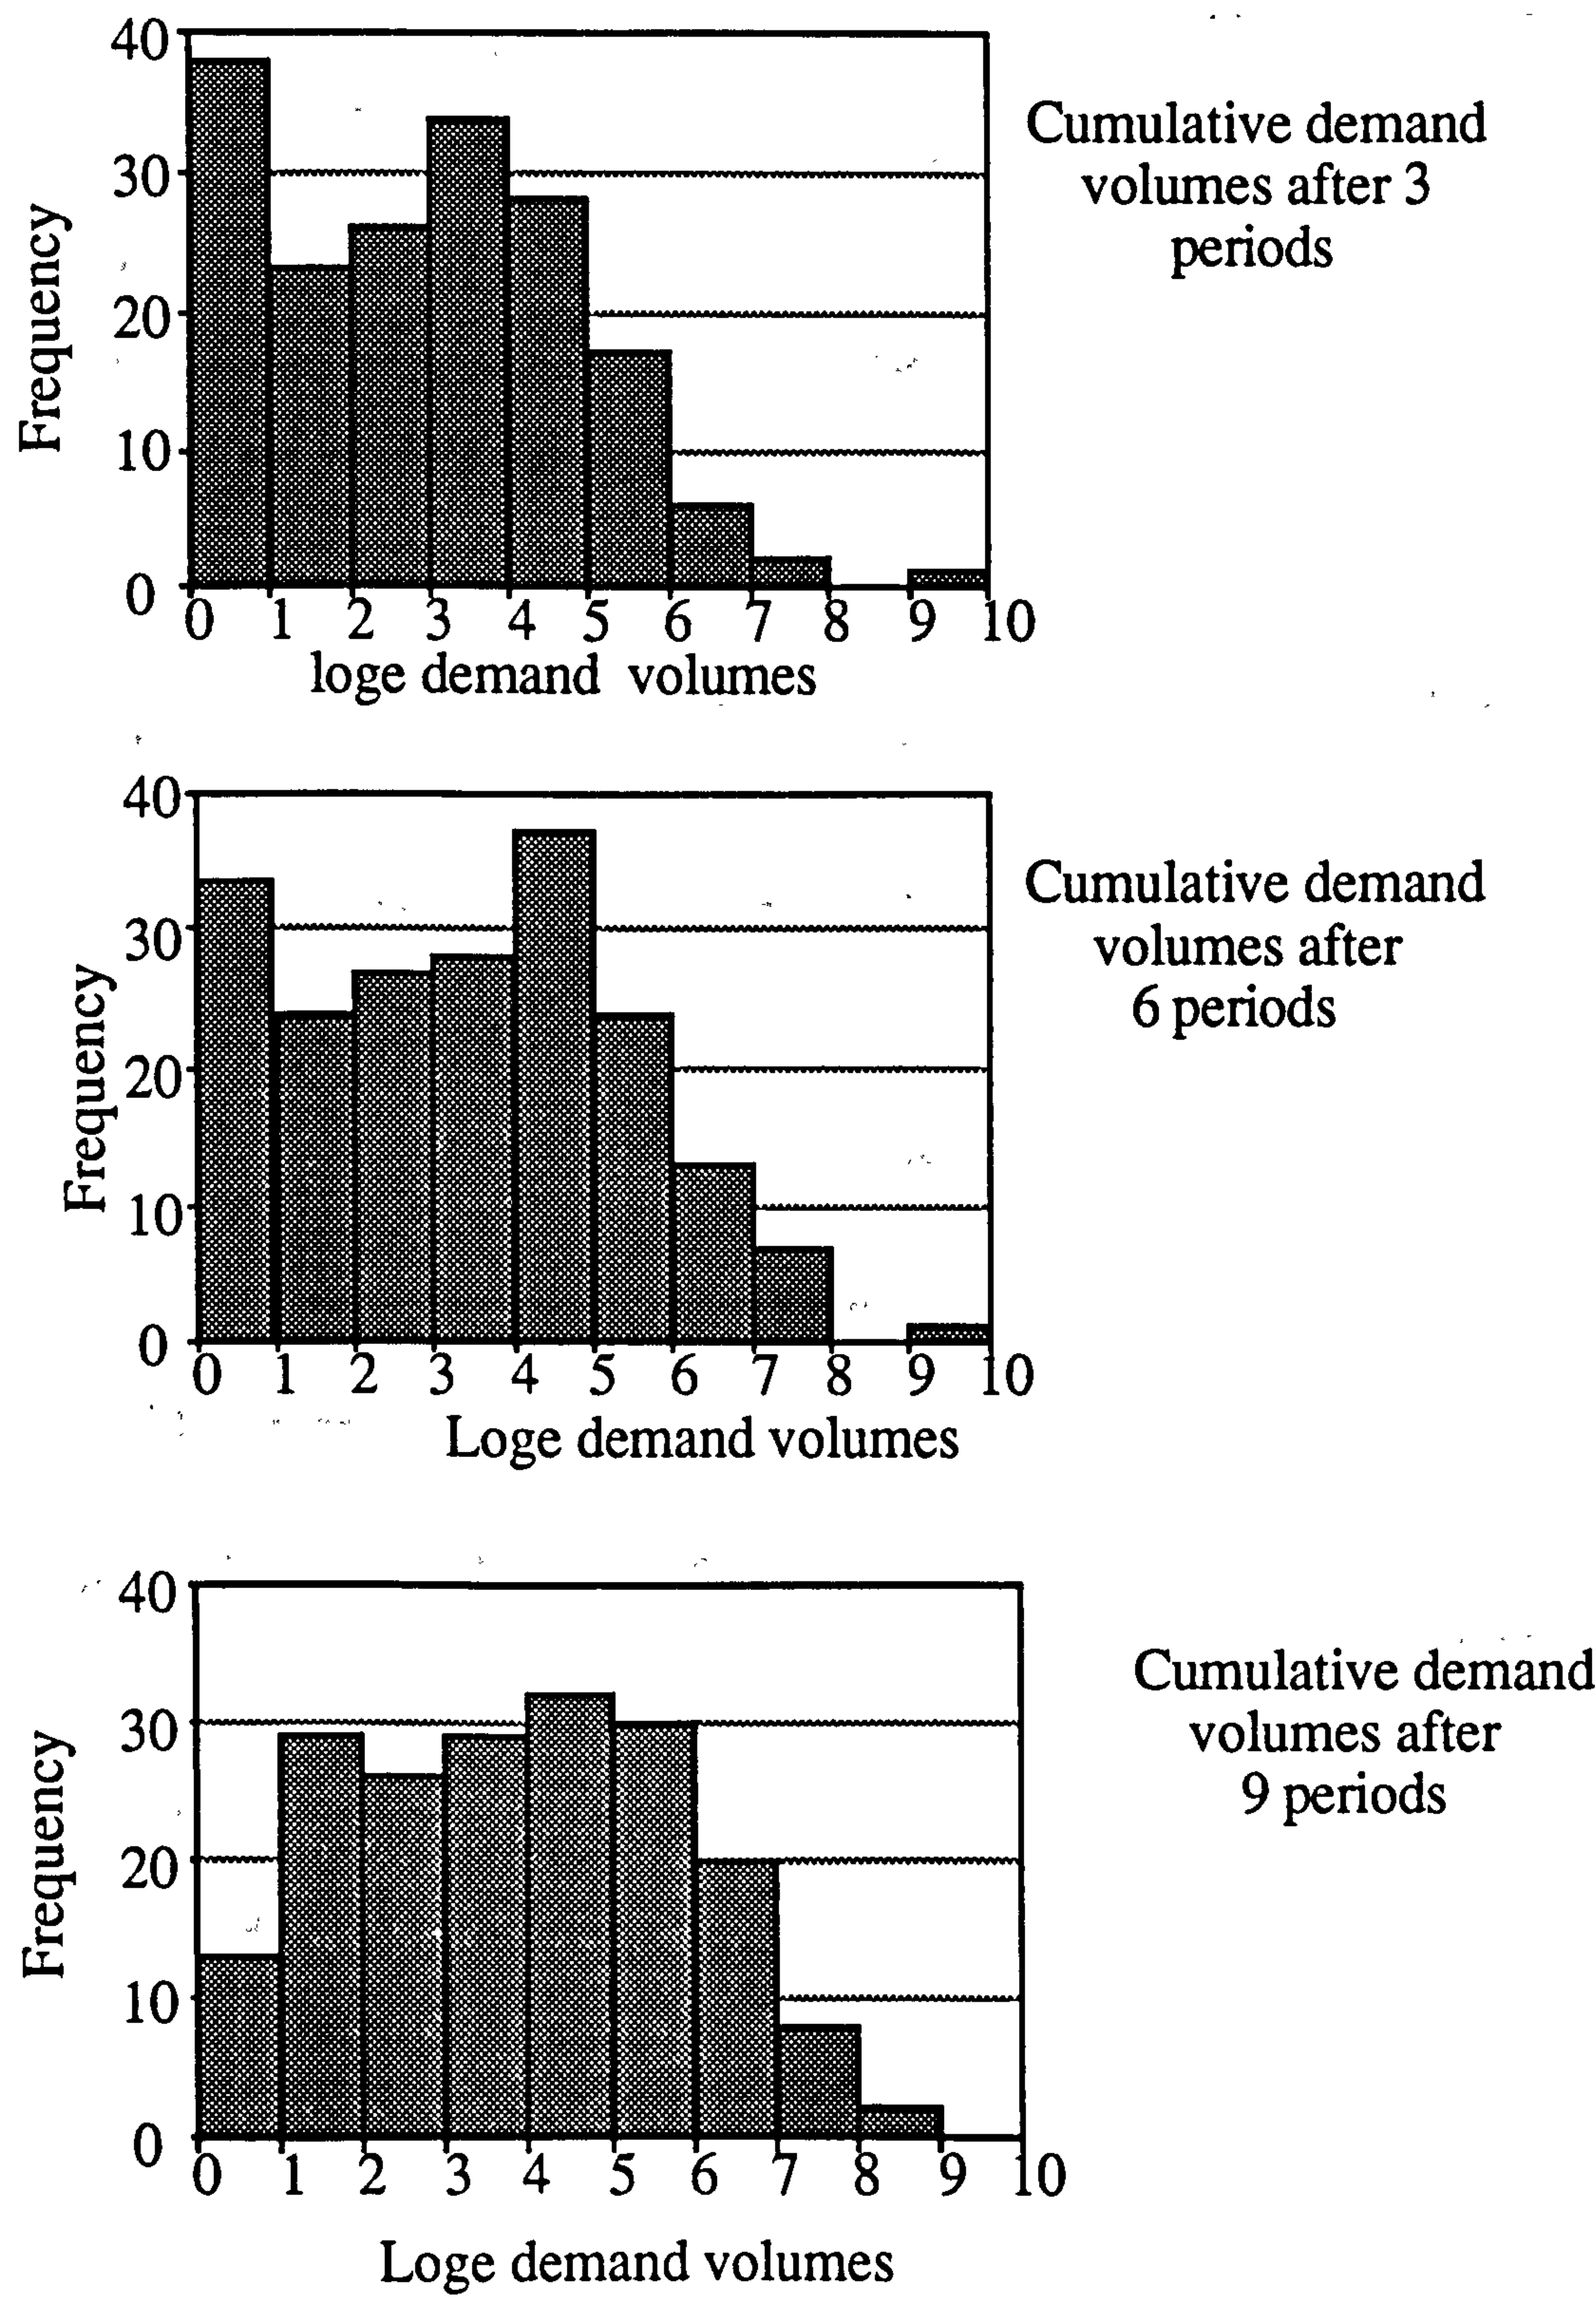 Cumulative demand
volumes after 3
periods
Frequency
40
30
20
10
0
0 1 2 3 4 5 6 7 8 9 10
loge demand volumes
Cumulative demand
volumes after
6 periods
Frequency
40
30
20
10
0
0 1 2 3 4 5 6 7 8 9 10
Loge demand volumes
Cumulative demand
volumes after
9 periods
Frequency
40
30
20
10
0
0 1 2 3 4 5 6 7 8 9 10
Loge demand volumes